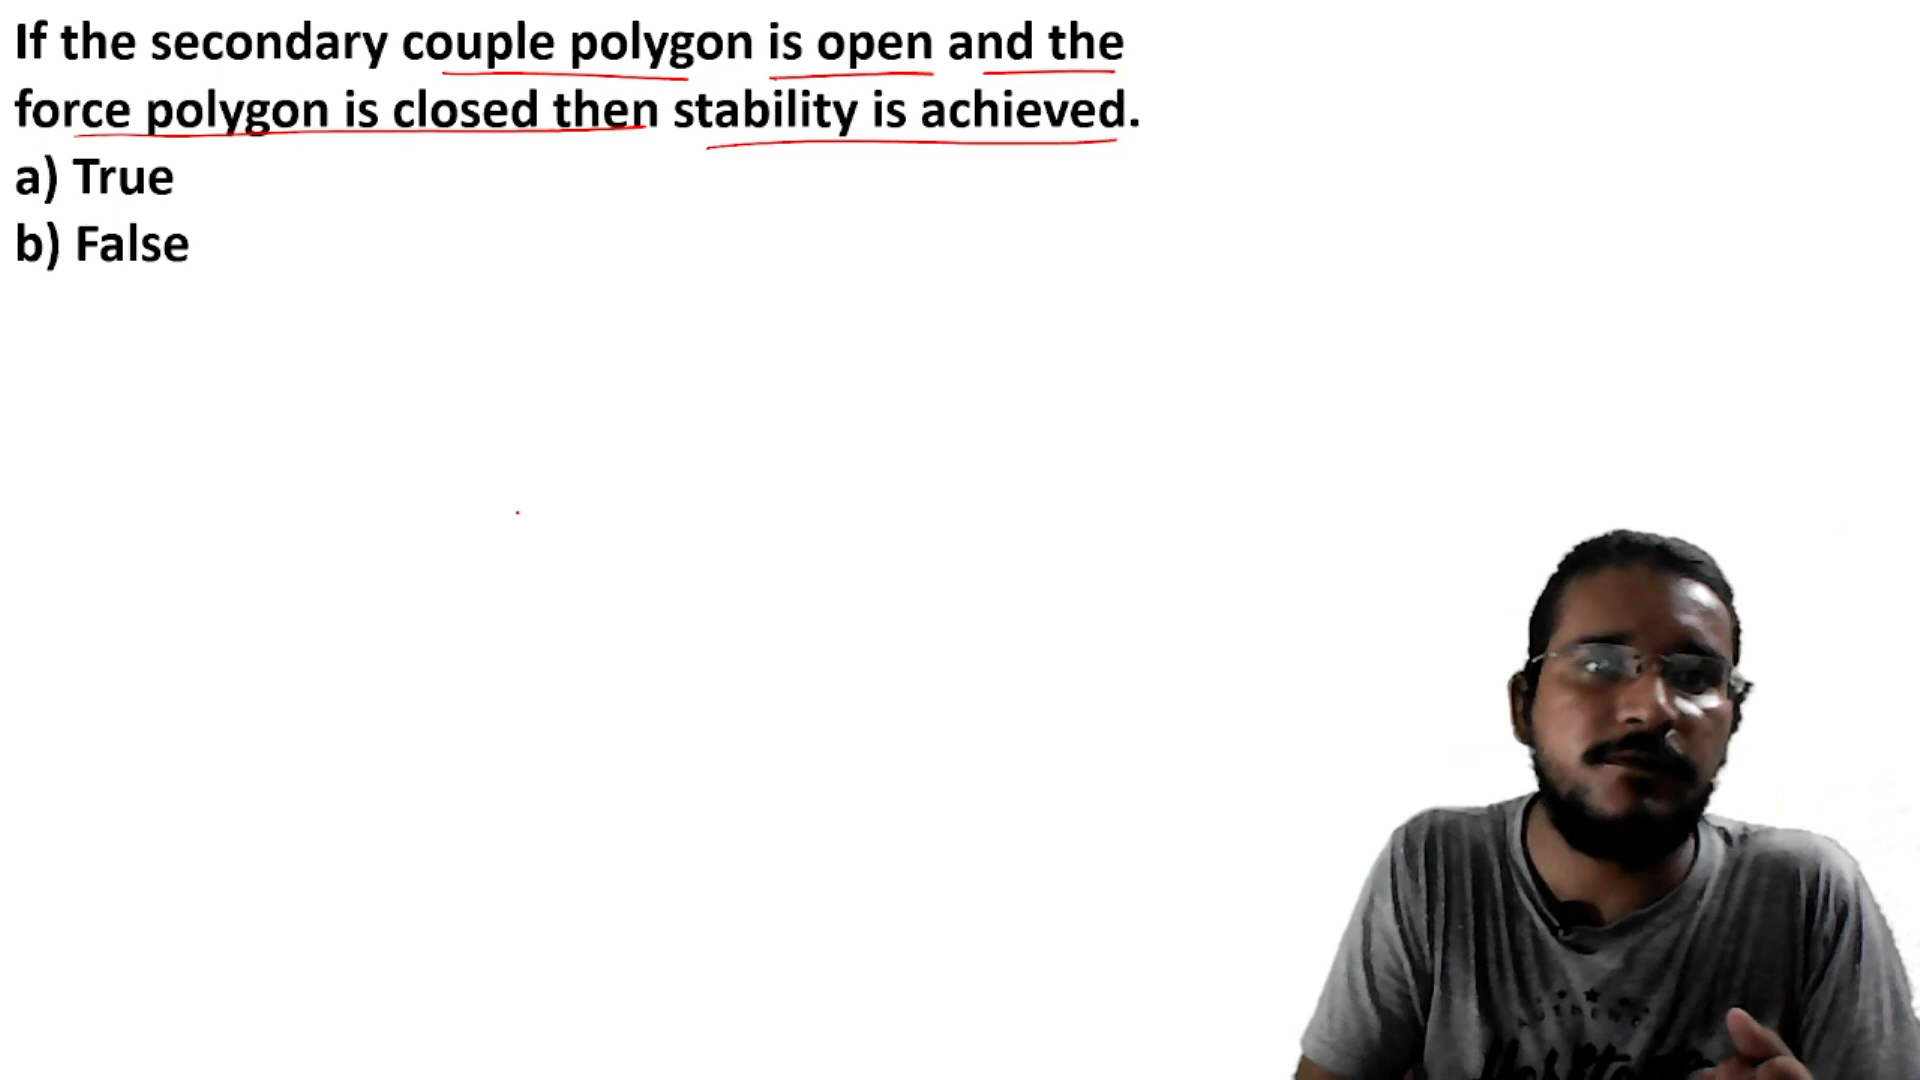 If the secondary couple polygon is open and the
force polygon is closed then stability is achieved.
a) True
b) False